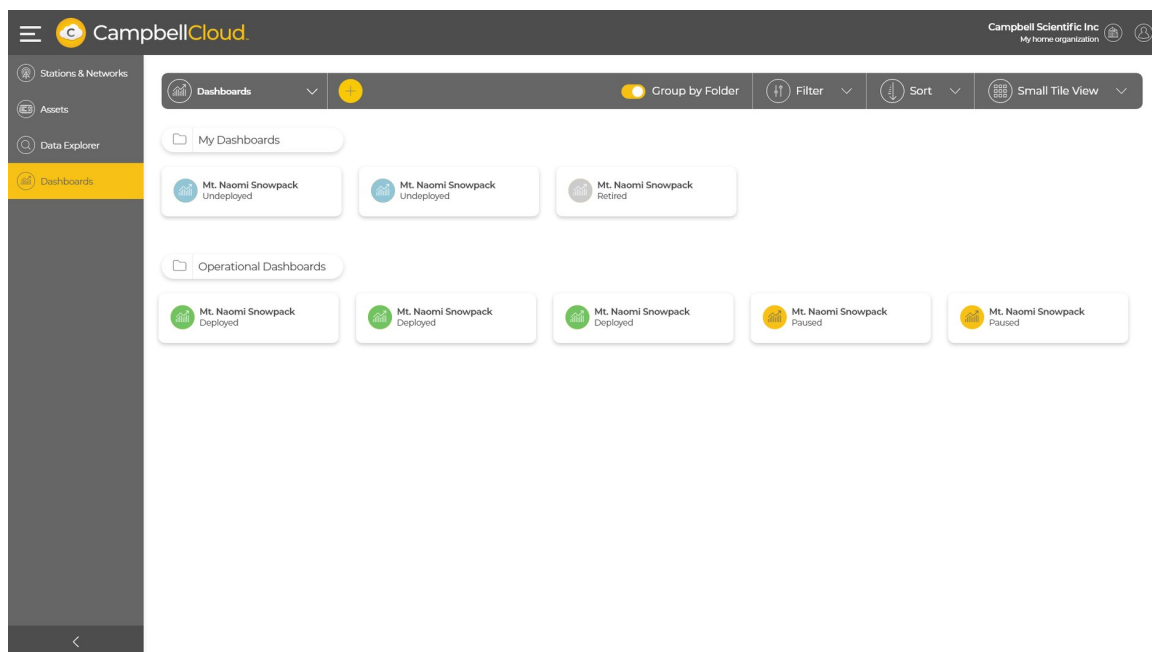 C CampbellCloud
Campbell Scientific Inc
My home organization
Stations & Networks
Assets
Data Explorer
Dashboards
Dashboards
Group by Folder
Filter
Sort
Small Tile View
My Dashboards
Mt. Naomi Snowpack
Undeployed
Mt. Naomi Snowpack
Undeployed
Mt. Naomi Snowpack
Retired
Operational Dashboards
Mt. Naomi Snowpack
Deployed
Mt. Naomi Snowpack
Deployed
Mt. Naomi Snowpack
Deployed
Mt. Naomi Snowpack
Paused
Mt. Naomi Snowpack
Paused